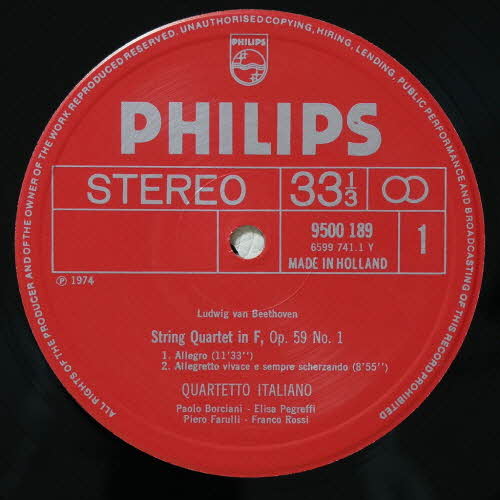 ALL RIGHTS OF THE PRODUCER AND OF THE OWNER OF THE WORK REPRODUCED RESERVED. UNAUTHORISED COPYING, HIRING, LENDING, PUBLIC PERFORMANCE AND BROADCASTING OF THIS RECORD PROHIBITED
PHILIPS
PHILIPS
STEREO
33⅓
9500 189
6599 741.1 Y
MADE IN HOLLAND
1
℗ 1974
Ludwig van Beethoven
String Quartet in F, Op. 59 No. 1
1. Allegro (11'33'')
2. Allegretto vivace e sempre scherzando (8'55'')
QUARTETTO ITALIANO
Paolo Borciani - Elisa Pegreffi
Piero Farulli - Franco Rossi